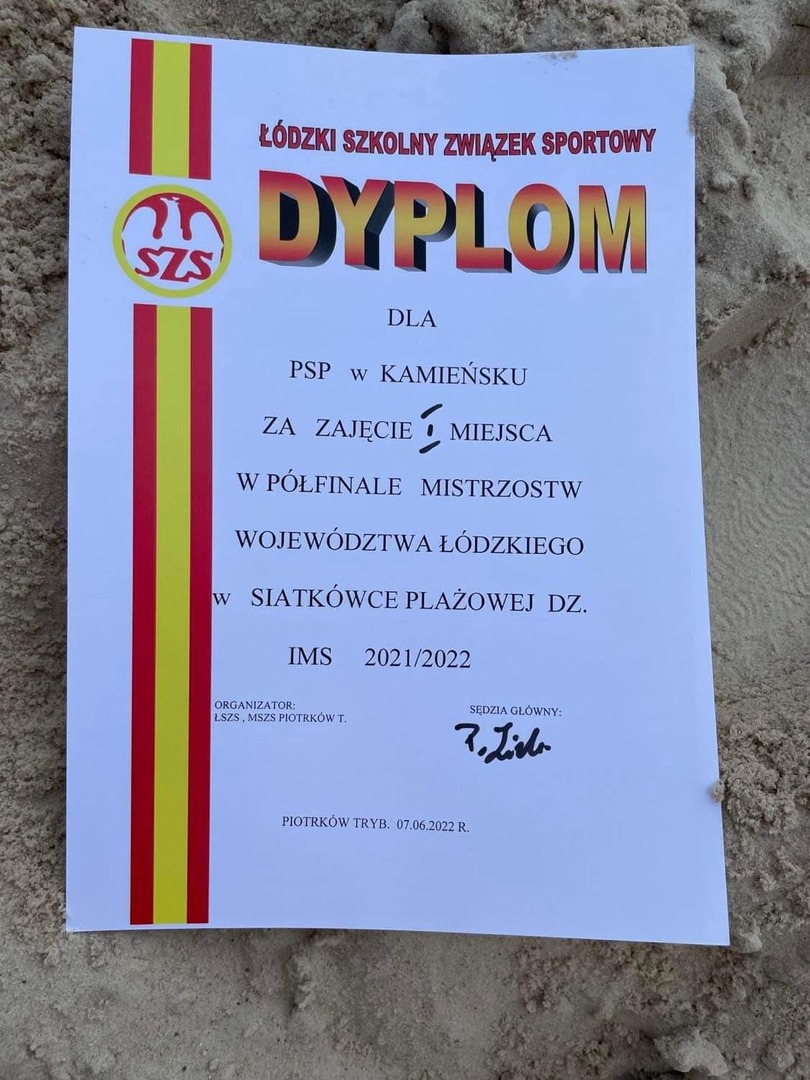 ŁÓDZKI SZKOLNY ZWIĄZEK SPORTOWY
DYPLOM
SZS
DLA
PSP w KAMIEŃSKU
ZA ZAJĘCIE I MIEJSCA
W PÓŁFINALE MISTRZOSTW
WOJEWÓDZTWA ŁÓDZKIEGO
w SIATKÓWCE PLAŻOWEJ DZ.
IMS 2021/2022
ORGANIZATOR:
ŁSZS , MSZS PIOTRKÓW T.
SĘDZIA GŁÓWNY:
PIOTRKÓW TRYB. 07.06.2022 R.